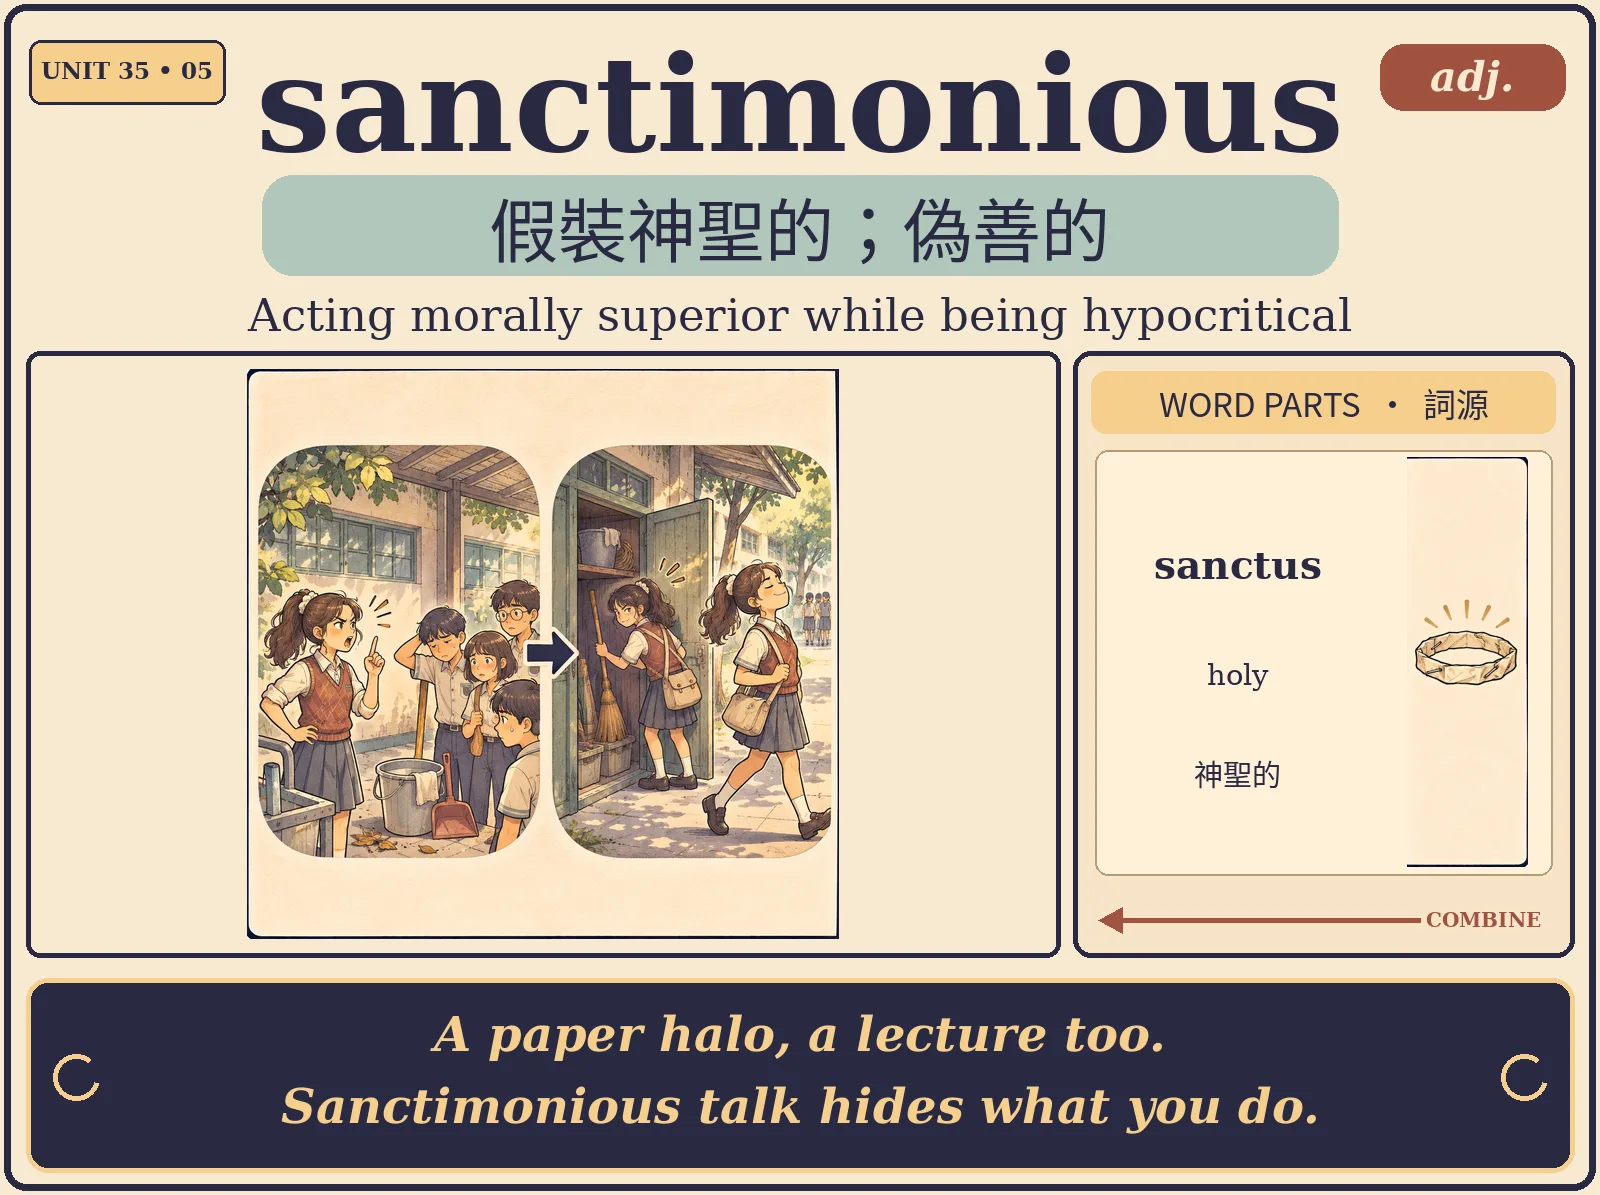 UNIT 35 • 05
sanctimonious
adj.
假裝神聖的；偽善的
Acting morally superior while being hypocritical
WORD PARTS ・ 詞源
sanctus
holy
神聖的
COMBINE
A paper halo, a lecture too.
Sanctimonious talk hides what you do.